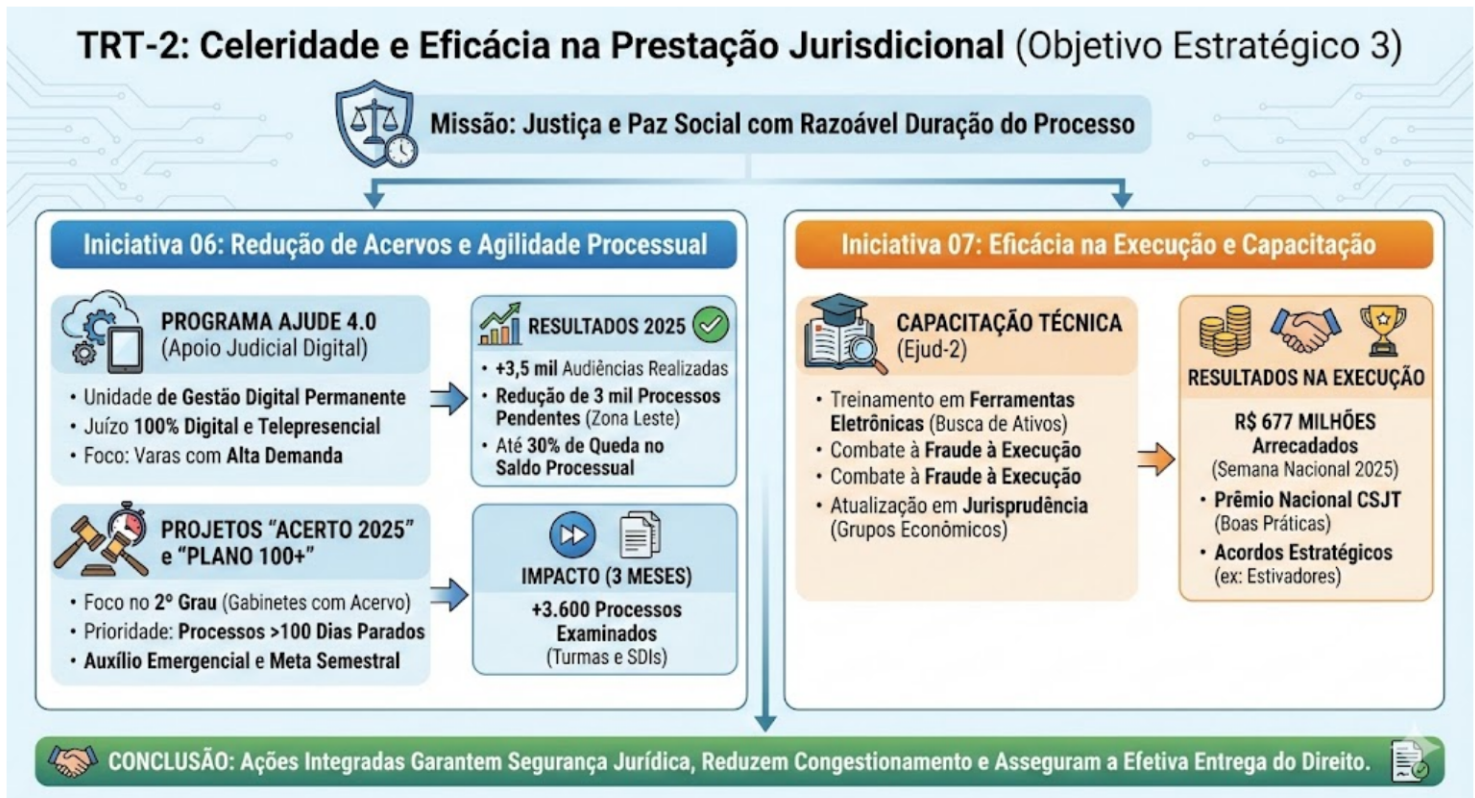 TRT-2: Celeridade e Eficácia na Prestação Jurisdicional (Objetivo Estratégico 3)
Missão: Justiça e Paz Social com Razoável Duração do Processo
Iniciativa 06: Redução de Acervos e Agilidade Processual
PROGRAMA AJUDE 4.0
(Apoio Judicial Digital)
• Unidade de Gestão Digital Permanente
• Juízo 100% Digital e Telepresencial
• Foco: Varas com Alta Demanda
RESULTADOS 2025
• +3,5 mil Audiências Realizadas
• Redução de 3 mil Processos
Pendentes (Zona Leste)
• Até 30% de Queda no
Saldo Processual
PROJETOS “ACERTO 2025”
e “PLANO 100+”
• Foco no 2º Grau (Gabinetes com Acervo)
• Prioridade: Processos >100 Dias Parados
• Auxílio Emergencial e Meta Semestral
IMPACTO (3 MESES)
+3.600 Processos
Examinados
(Turmas e SDIs)
Iniciativa 07: Eficácia na Execução e Capacitação
CAPACITAÇÃO TÉCNICA
(Ejud-2)
• Treinamento em Ferramentas
Eletrônicas (Busca de Ativos)
• Combate à Fraude à Execução
• Combate à Fraude à Execução
• Atualização em Jurisprudência
(Grupos Econômicos)
RESULTADOS NA EXECUÇÃO
R$ 677 MILHÕES
Arrecadados
(Semana Nacional 2025)
• Prêmio Nacional CSJT
(Boas Práticas)
• Acordos Estratégicos
(ex: Estivadores)
CONCLUSÃO: Ações Integradas Garantem Segurança Jurídica, Reduzem Congestionamento e Asseguram a Efetiva Entrega do Direito.